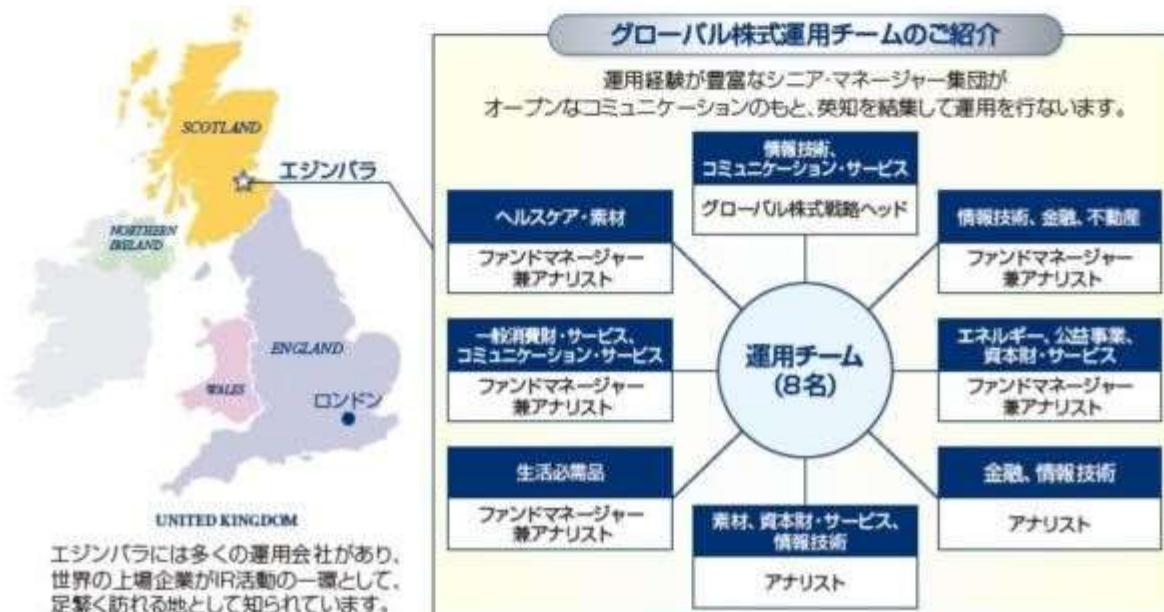 SCOTLAND
エジンバラ
NORTHERN
IRELAND
ENGLAND
WALES
ロンドン
UNITED KINGDOM
エジンバラには多くの運用会社があり、
世界の上場企業がIR活動の一環として、
足繁く訪れる地として知られています。
グローバル株式運用チームのご紹介
運用経験が豊富なシニア・マネージャー集団が
オープンなコミュニケーションのもと、英知を結集して運用を行ないます。
情報技術、
コミュニケーション・サービス
グローバル株式戦略ヘッド
ヘルスケア・素材
ファンドマネージャー
兼アナリスト
情報技術、金融、不動産
ファンドマネージャー
兼アナリスト
一般消費財・サービス、
コミュニケーション・サービス
ファンドマネージャー
兼アナリスト
運用チーム
(8名)
エネルギー、公益事業、
資本財・サービス
ファンドマネージャー
兼アナリスト
生活必需品
ファンドマネージャー
兼アナリスト
素材、資本財・サービス、
情報技術
アナリスト
金融、情報技術
アナリスト